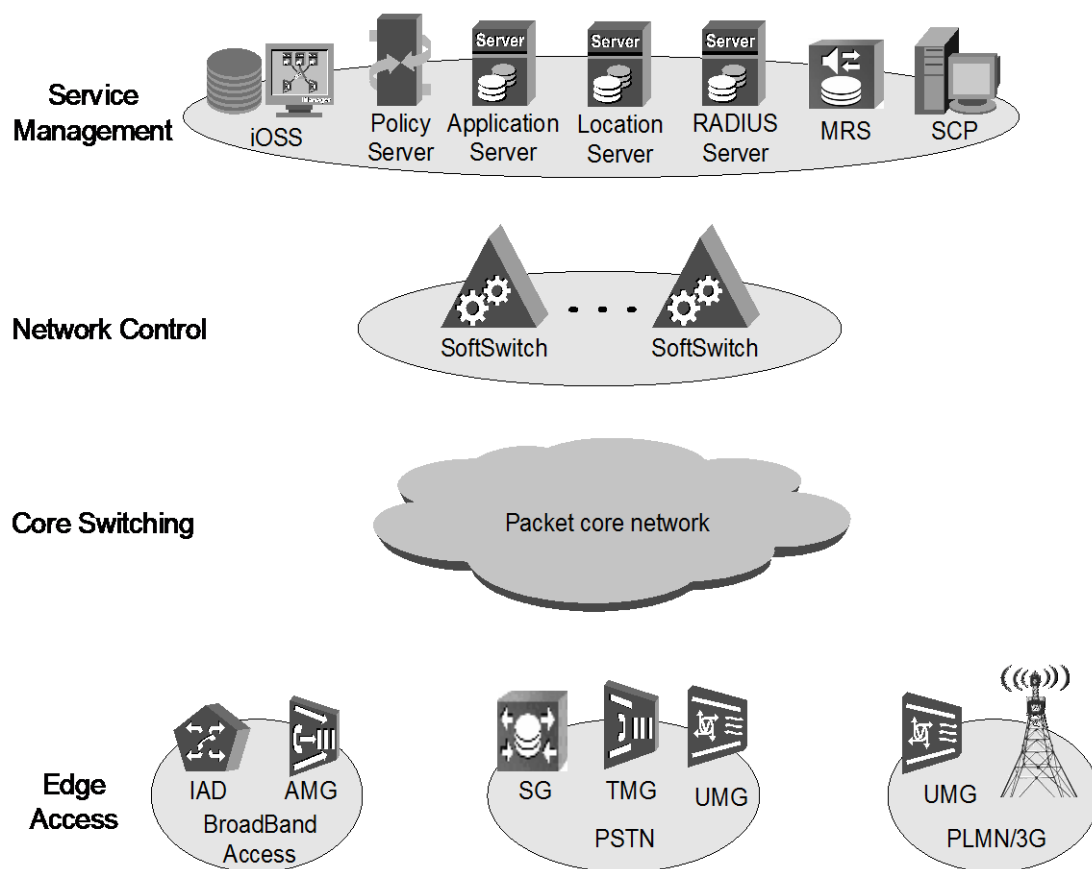 Server
Server
Server
iManager
Service
Management
iOSS
Policy
Server
Application
Server
Location
Server
RADIUS
Server
MRS
SCP
Network Control
SoftSwitch
SoftSwitch
Core Switching
Packet core network
Edge
Access
IAD
AMG
BroadBand
Access
SG
TMG
UMG
PSTN
UMG
PLMN/3G